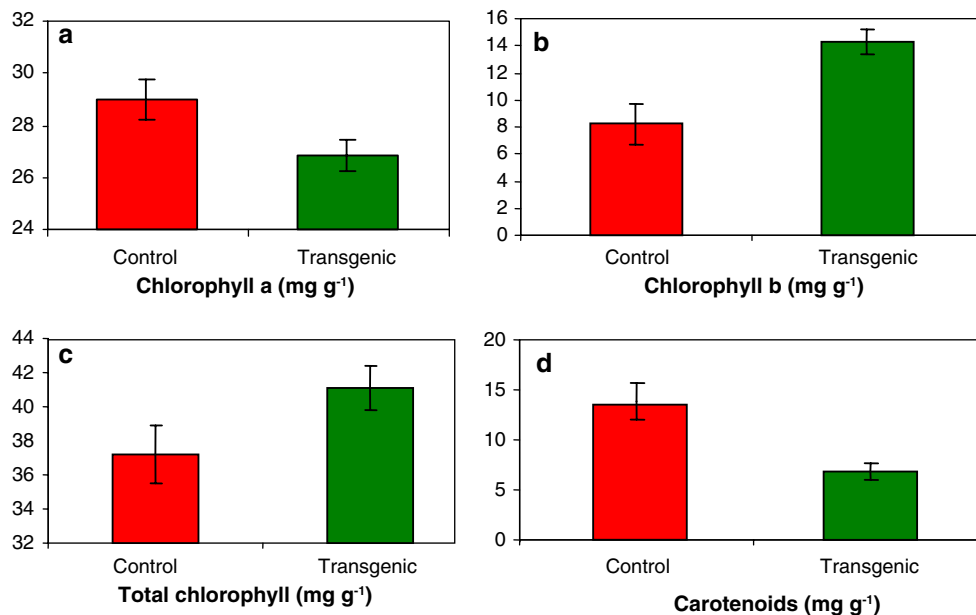 a
32
30
28
26
24
Control Transgenic
Chlorophyll a (mg g⁻¹)
b
16
14
12
10
8
6
4
2
0
Control Transgenic
Chlorophyll b (mg g⁻¹)
c
44
42
40
38
36
34
32
Control Transgenic
Total chlorophyll (mg g⁻¹)
d
20
15
10
5
0
Control Transgenic
Carotenoids (mg g⁻¹)